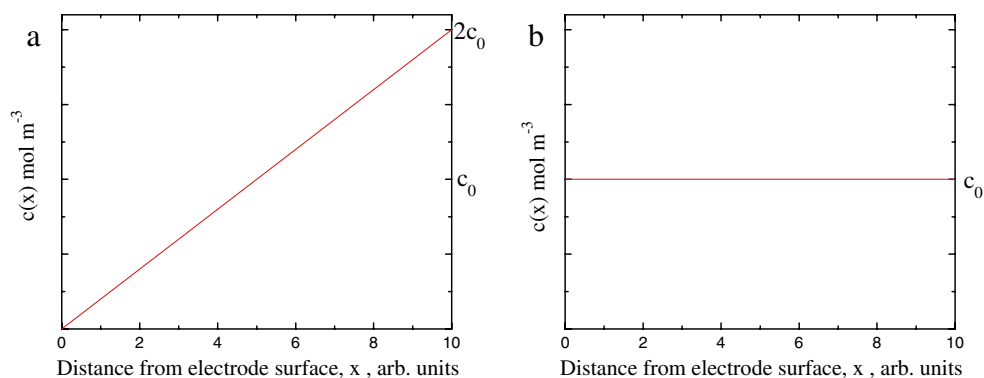 a
2c₀
c₀
c(x) mol m⁻³
0 2 4 6 8 10
Distance from electrode surface, x , arb. units
b
c₀
c(x) mol m⁻³
0 2 4 6 8 10
Distance from electrode surface, x , arb. units